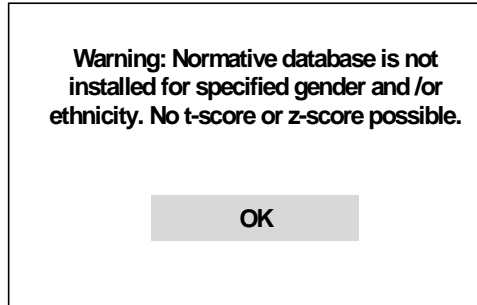 Warning: Normative database is not
installed for specified gender and /or
ethnicity. No t-score or z-score possible.
OK